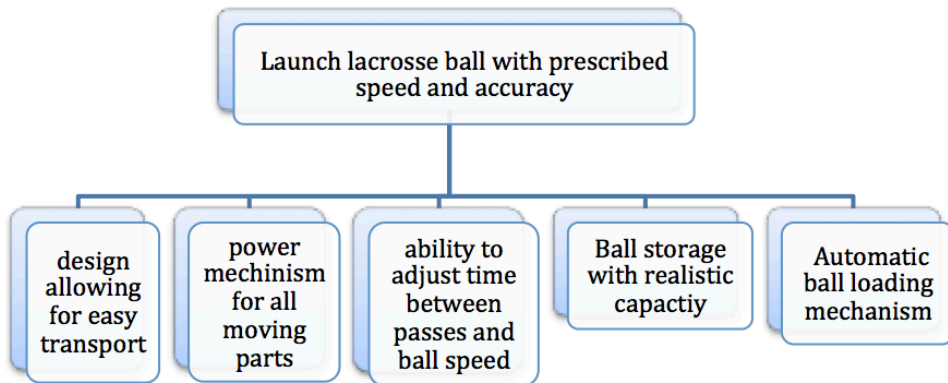 Launch lacrosse ball with prescribed
speed and accuracy
design
allowing
for easy
transport
power
mechinism
for all
moving
parts
ability to
adjust time
between
passes and
ball speed
Ball storage
with realistic
capactiy
Automatic
ball loading
mechanism